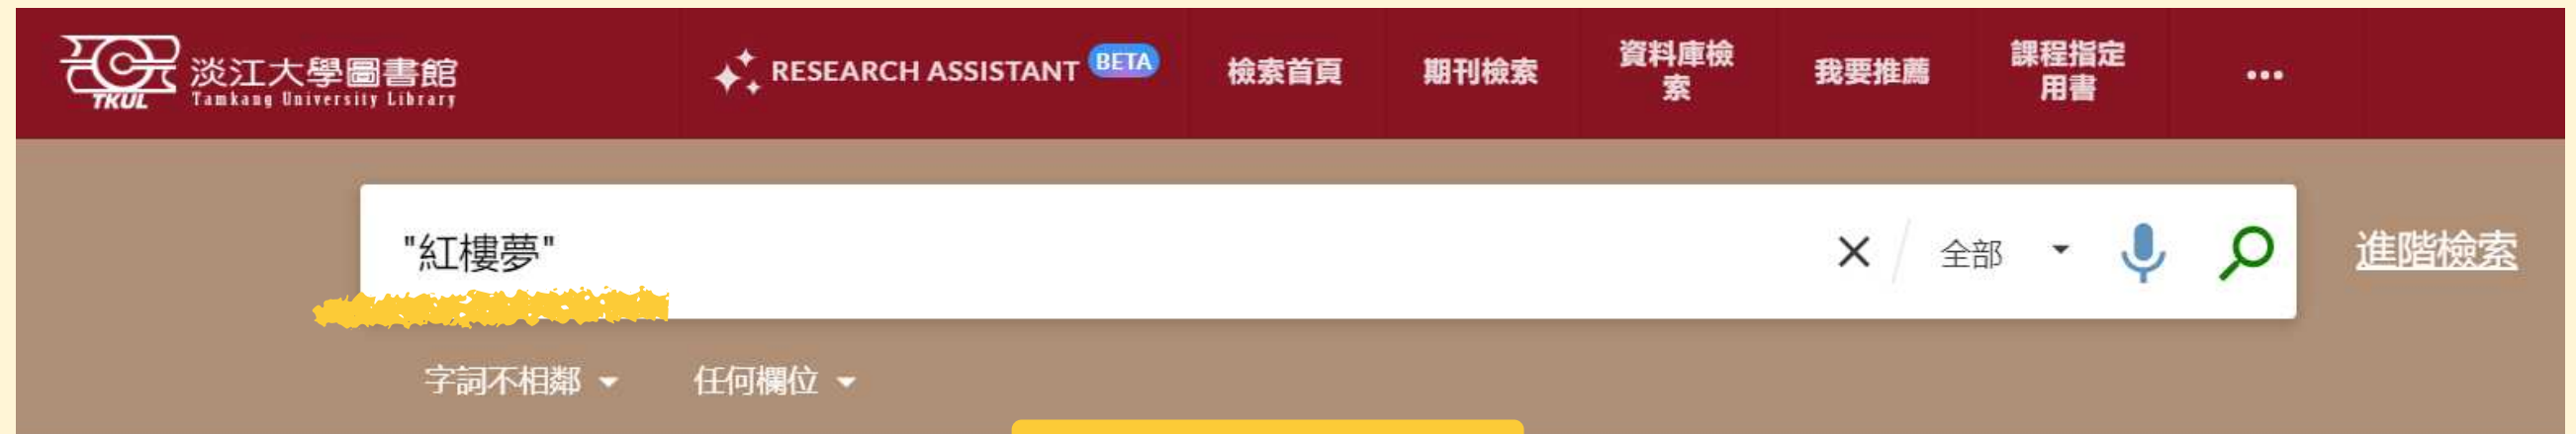 TKUL
淡江大學圖書館
Tamkang University Library
RESEARCH ASSISTANT BETA
檢索首頁
期刊檢索
資料庫檢
索
我要推薦
課程指定
用書
...
"紅樓夢"
全部
進階檢索
字詞不相鄰
任何欄位